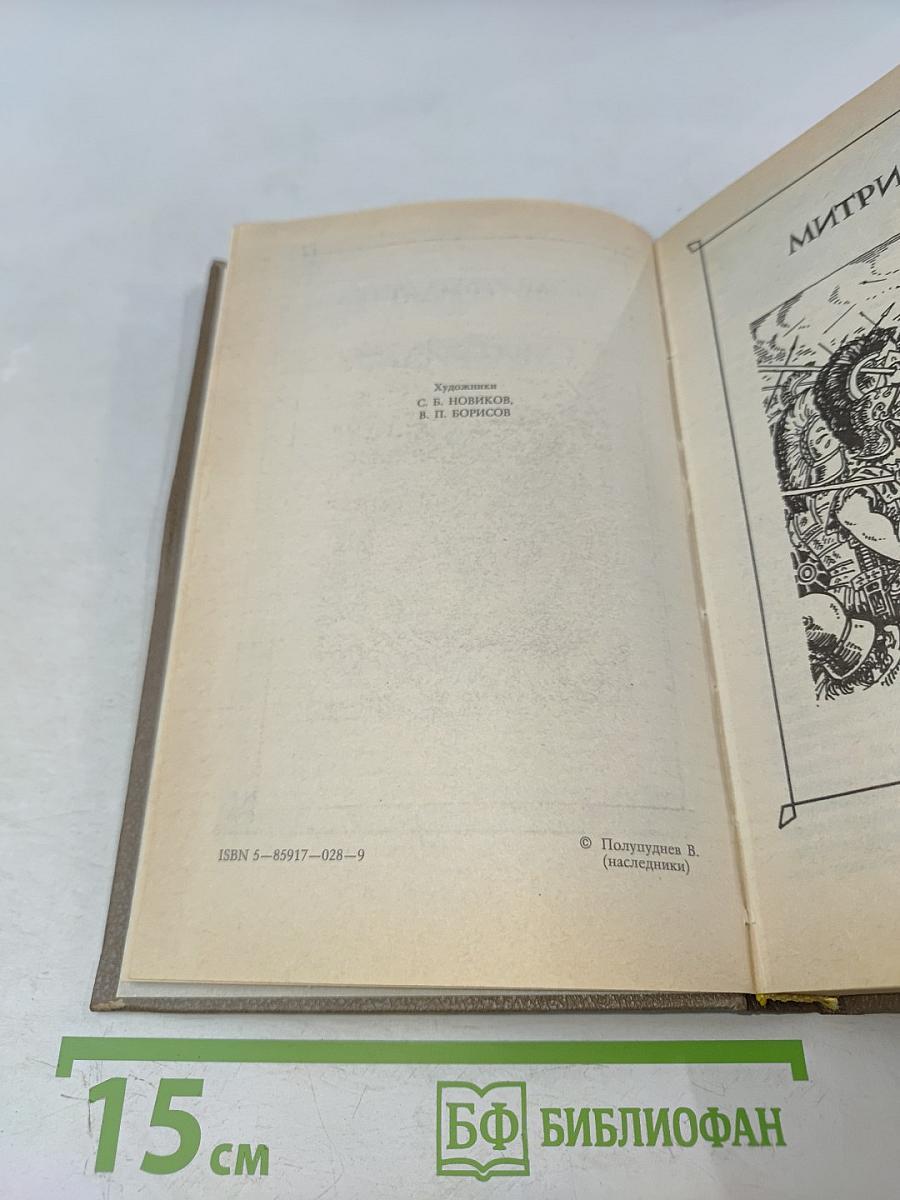 Художники
С. Б. НОВИКОВ,
В. П. БОРИСОВ
ISBN 5—85917—028—9
© Полупуднев В.
(наследники)
МИТРИ
15 см
БФ БИБЛИОФАН